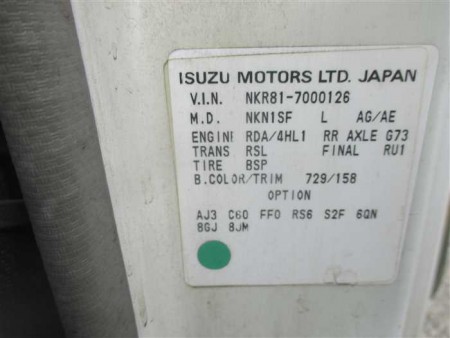 ISUZU MOTORS LTD. JAPAN
V.I.N. NKR81-7000126
M.D. NKN1SF L AG/AE
ENGINE RDA/4HL1 RR AXLE G73
TRANS RSL FINAL RU1
TIRE BSP
B.COLOR/TRIM 729/158
OPTION
AJ3 C60 FF0 RS6 S2F 6QN
8GJ 8JM